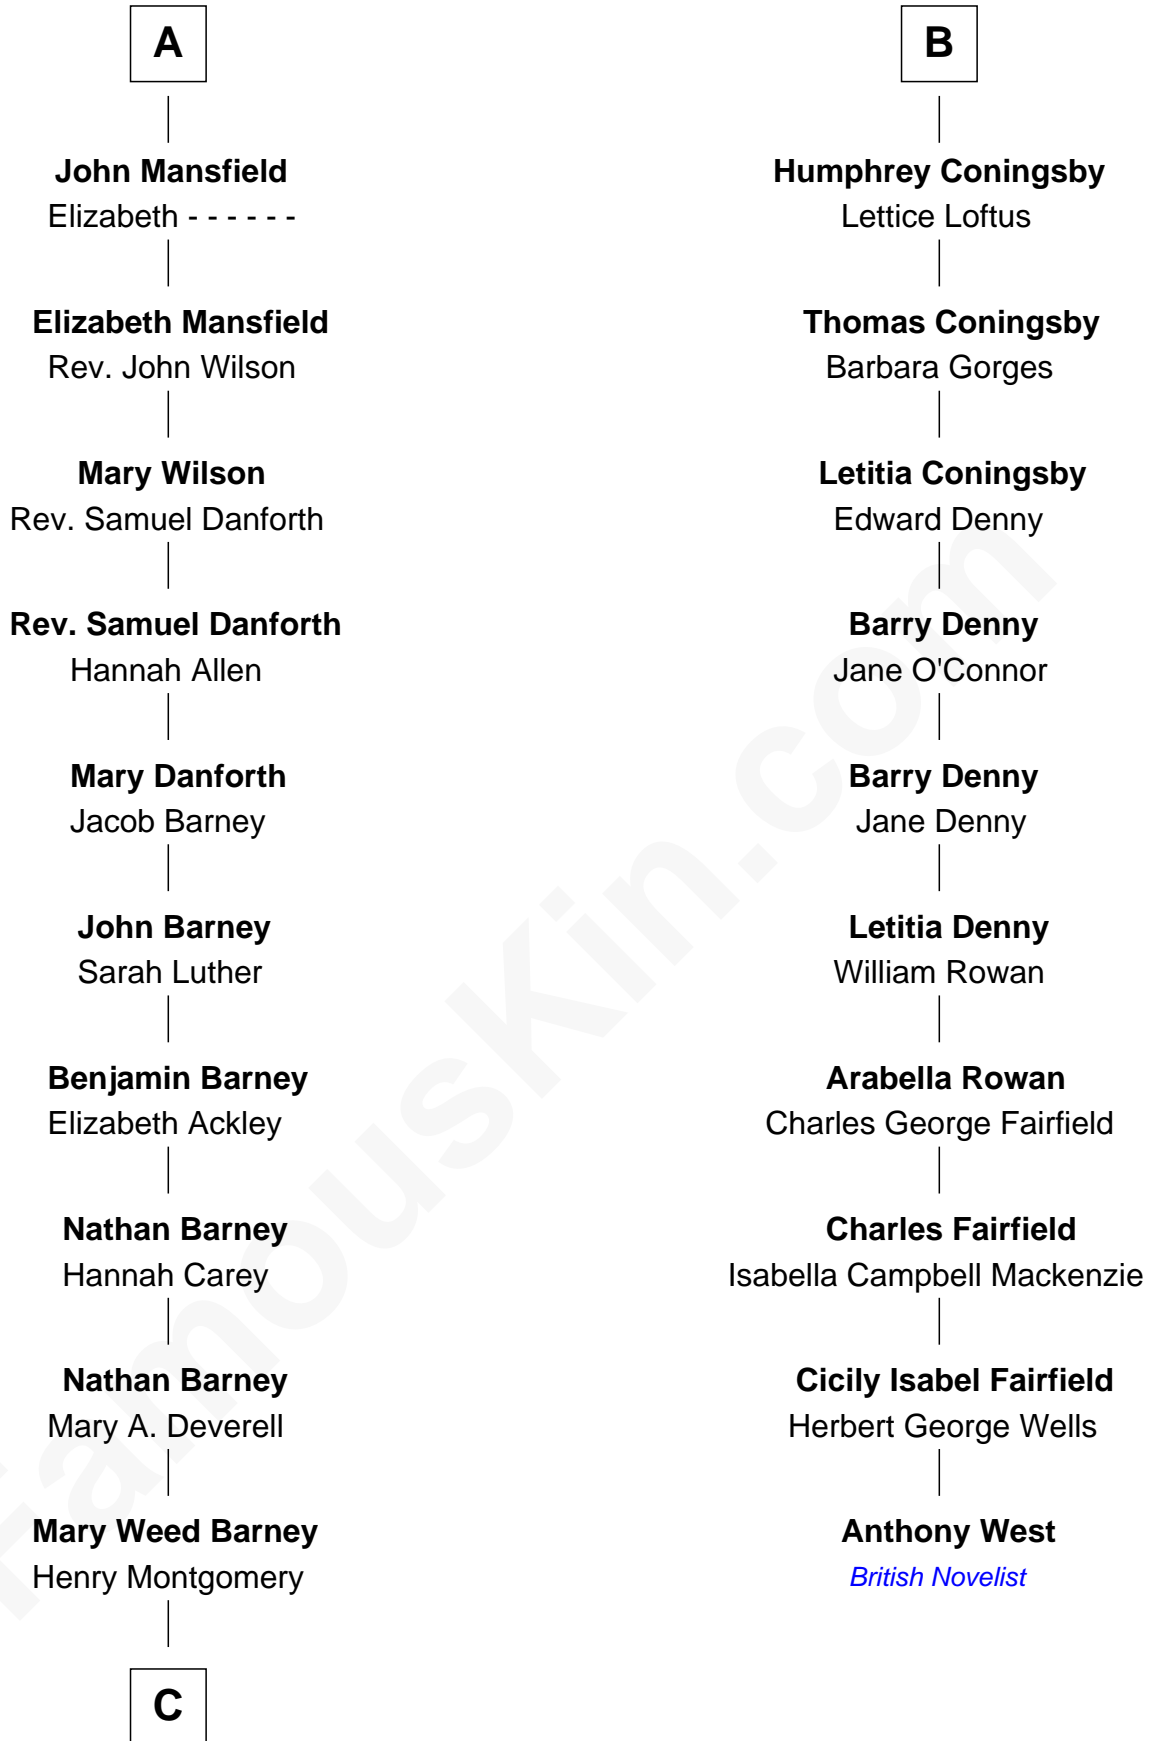 A
John Mansfield
Elizabeth - - - - - -
Elizabeth Mansfield
Rev. John Wilson
Mary Wilson
Rev. Samuel Danforth
Rev. Samuel Danforth
Hannah Allen
Mary Danforth
Jacob Barney
John Barney
Sarah Luther
Benjamin Barney
Elizabeth Ackley
Nathan Barney
Hannah Carey
Nathan Barney
Mary A. Deverell
Mary Weed Barney
Henry Montgomery
C
B
Humphrey Coningsby
Lettice Loftus
Thomas Coningsby
Barbara Gorges
Letitia Coningsby
Edward Denny
Barry Denny
Jane O'Connor
Barry Denny
Jane Denny
Letitia Denny
William Rowan
Arabella Rowan
Charles George Fairfield
Charles Fairfield
Isabella Campbell Mackenzie
Cicily Isabel Fairfield
Herbert George Wells
Anthony West
British Novelist
FamousKin.com